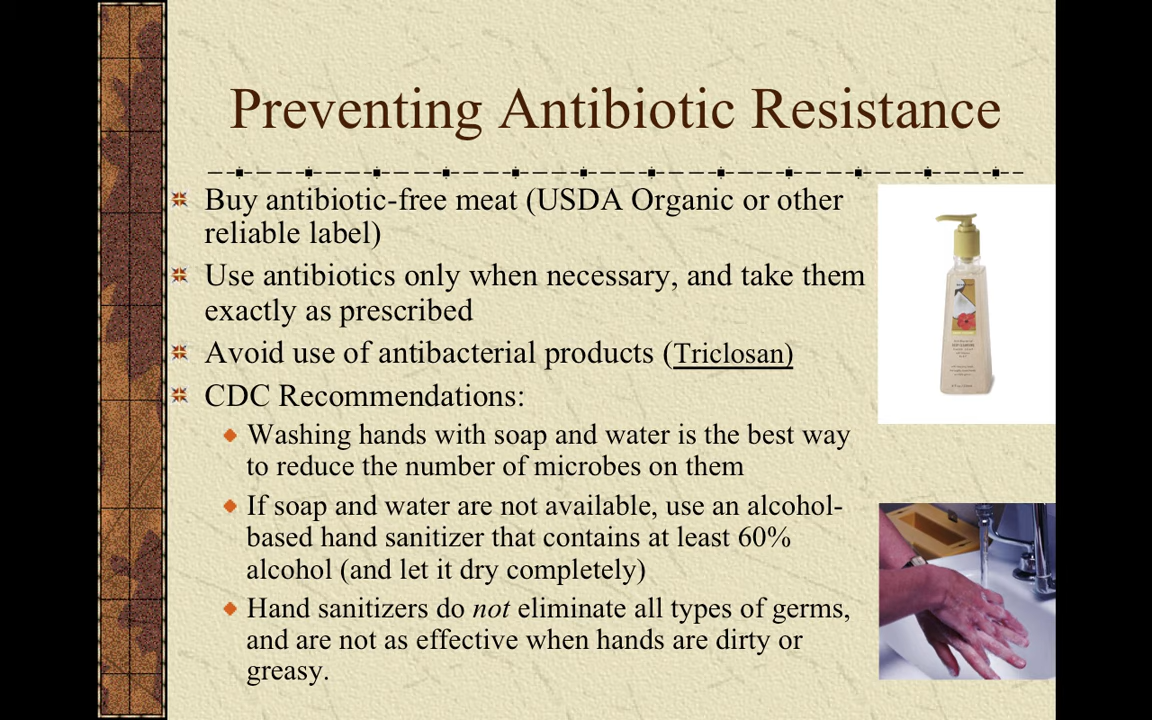 Preventing Antibiotic Resistance
Buy antibiotic-free meat (USDA Organic or other
reliable label)
Use antibiotics only when necessary, and take them
exactly as prescribed
Avoid use of antibacterial products (Triclosan)
CDC Recommendations:
Washing hands with soap and water is the best way
to reduce the number of microbes on them
If soap and water are not available, use an alcohol-
based hand sanitizer that contains at least 60%
alcohol (and let it dry completely)
Hand sanitizers do not eliminate all types of germs,
and are not as effective when hands are dirty or
greasy.